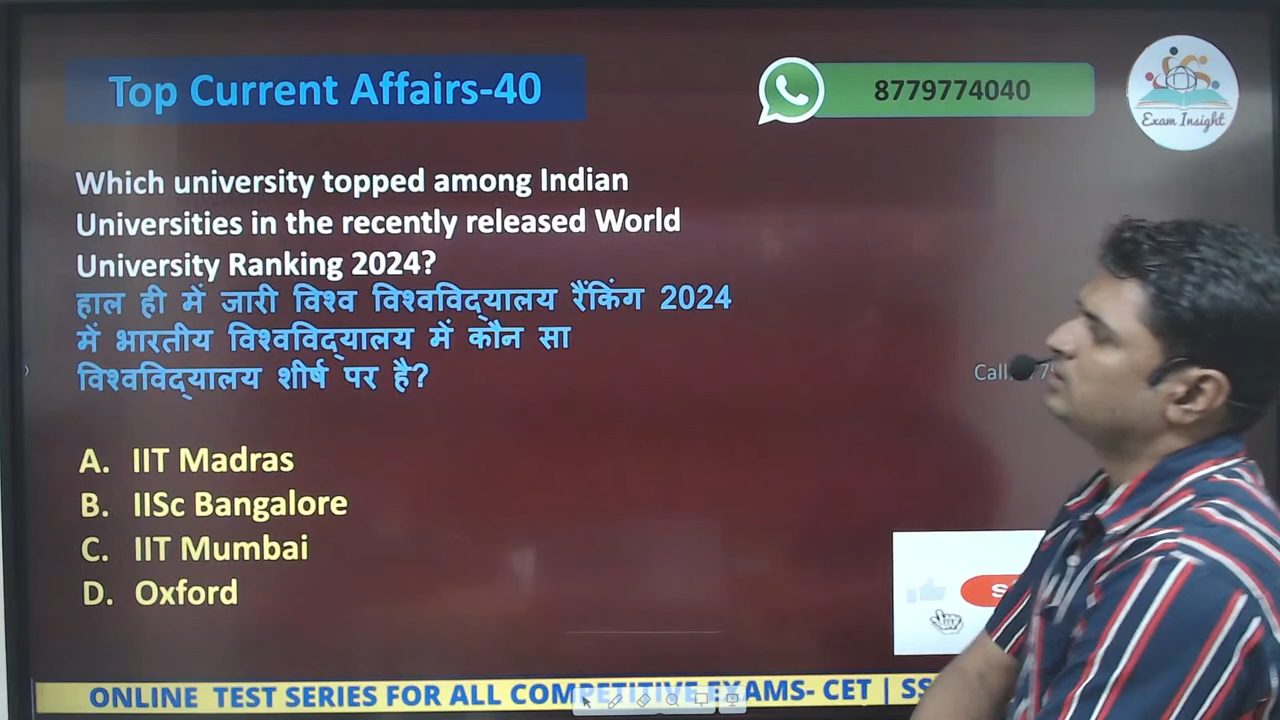 Top Current Affairs-40
8779774040
Exam Insight
Which university topped among Indian
Universities in the recently released World
University Ranking 2024?
हाल ही में जारी विश्व विश्वविद्यालय रैंकिंग 2024
में भारतीय विश्वविद्यालय में कौन सा
विश्वविद्यालय शीर्ष पर है?
Call
A. IIT Madras
B. IISc Bangalore
C. IIT Mumbai
D. Oxford
ONLINE TEST SERIES FOR ALL COMPETITIVE EXAMS- CET |